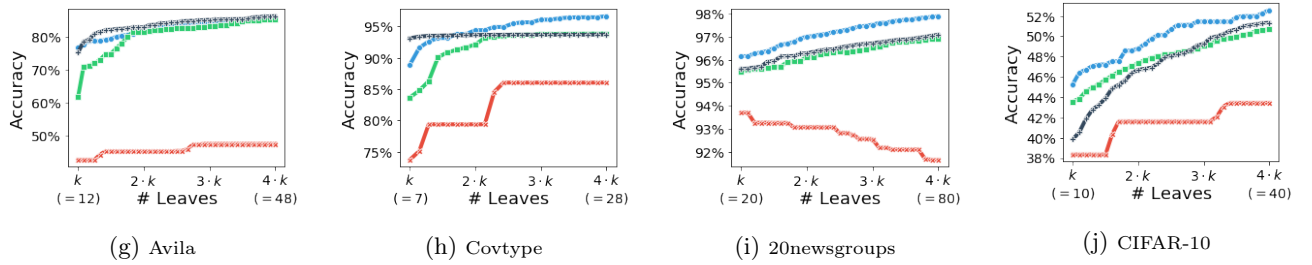 Accuracy
80%
70%
60%
50%
k 2·k 3·k 4·k
(=12) # Leaves (=48)
(g) Avila
Accuracy
95%
90%
85%
80%
75%
k 2·k 3·k 4·k
(=7) # Leaves (=28)
(h) Covtype
Accuracy
98%
97%
96%
95%
94%
93%
92%
k 2·k 3·k 4·k
(=20) # Leaves (=80)
(i) 20newsgroups
Accuracy
52%
50%
48%
46%
44%
42%
40%
38%
k 2·k 3·k 4·k
(=10) # Leaves (=40)
(j) CIFAR-10